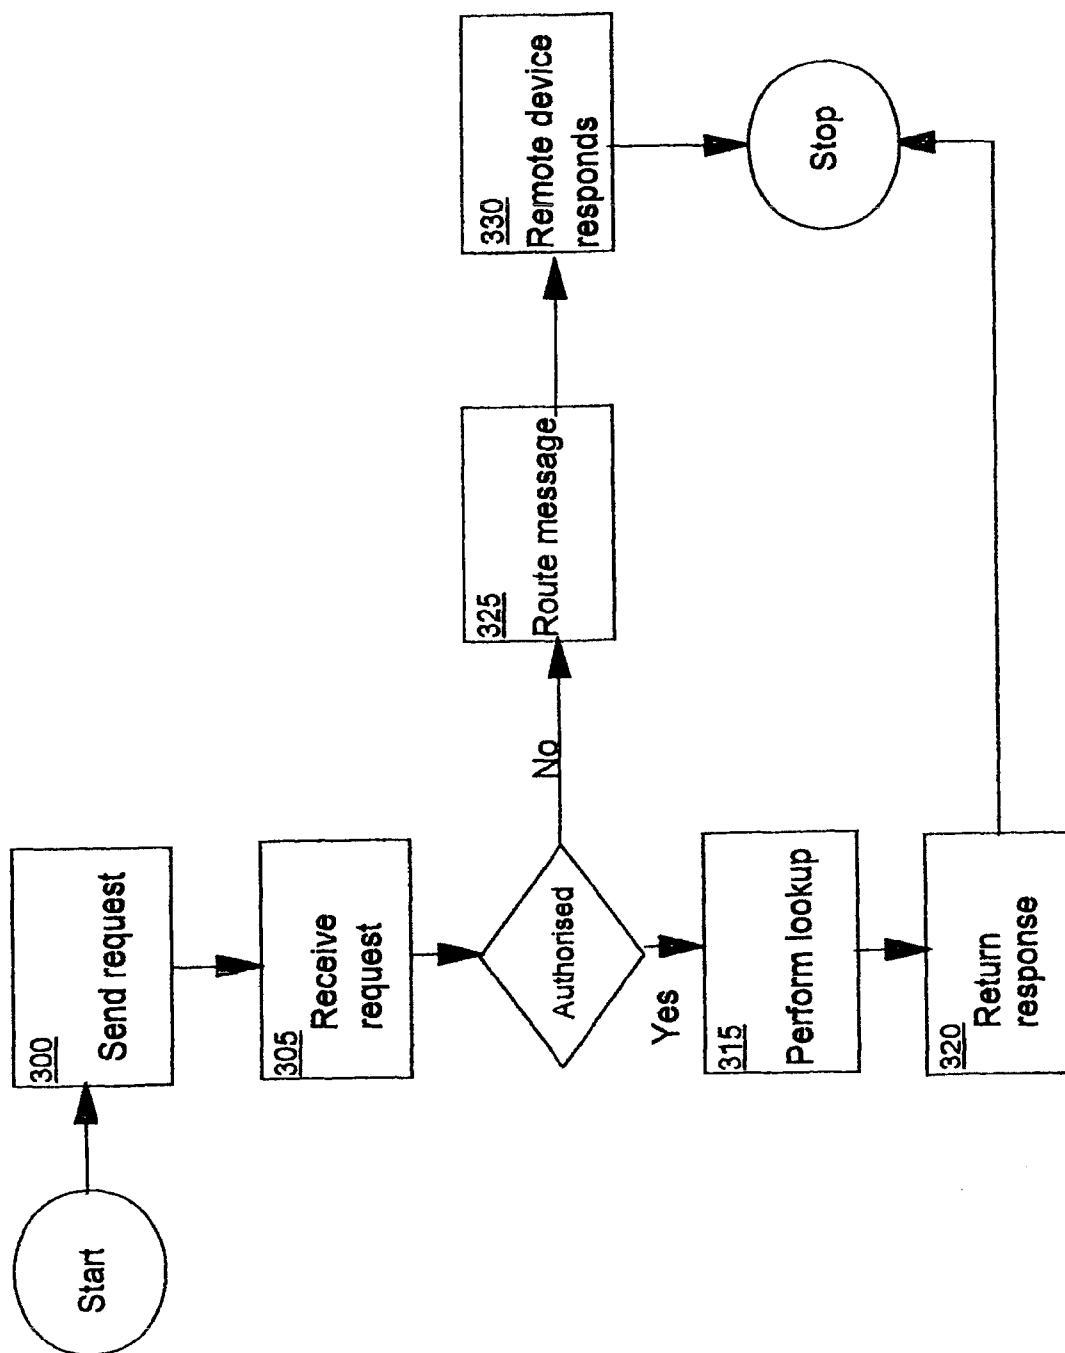 Start
300
Send request
305
Receive
request
Authorised
No
Yes
315
Perform lookup
320
Return
response
325
Route message
330
Remote device
responds
Stop